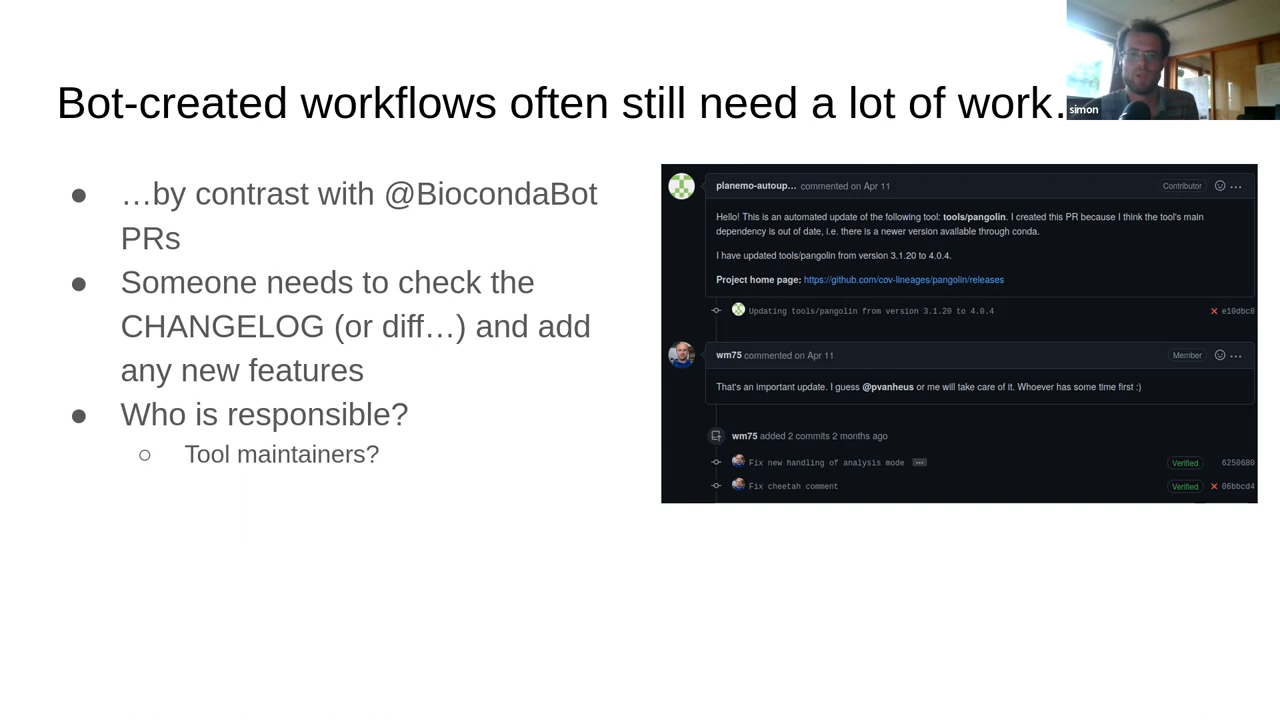 Bot-created workflows often still need a lot of work.
simon
…by contrast with @BiocondaBot
PRs
Someone needs to check the
CHANGELOG (or diff…) and add
any new features
Who is responsible?
Tool maintainers?
planemo-autoup... commented on Apr 11
Contributor
Hello! This is an automated update of the following tool: tools/pangolin. I created this PR because I think the tool's main
dependency is out of date, i.e. there is a newer version available through conda.
I have updated tools/pangolin from version 3.1.20 to 4.0.4.
Project home page: https://github.com/cov-lineages/pangolin/releases
Updating tools/pangolin from version 3.1.20 to 4.0.4
e10dbc8
wm75 commented on Apr 11
Member
That's an important update. I guess @pvanheus or me will take care of it. Whoever has some time first :)
wm75 added 2 commits 2 months ago
Fix new handling of analysis mode
Verified
6250680
Fix cheetah comment
Verified
06bbcd4